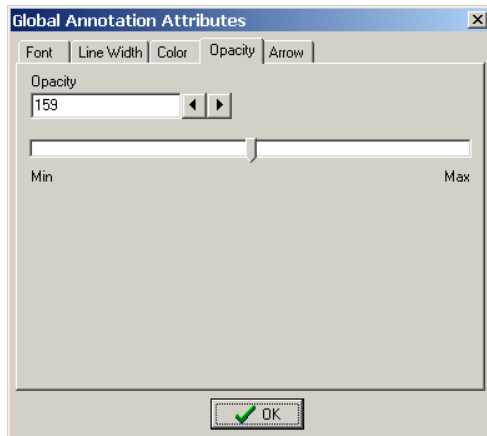 Global Annotation Attributes
Font Line Width Color Opacity Arrow
Opacity
159
Min Max
OK